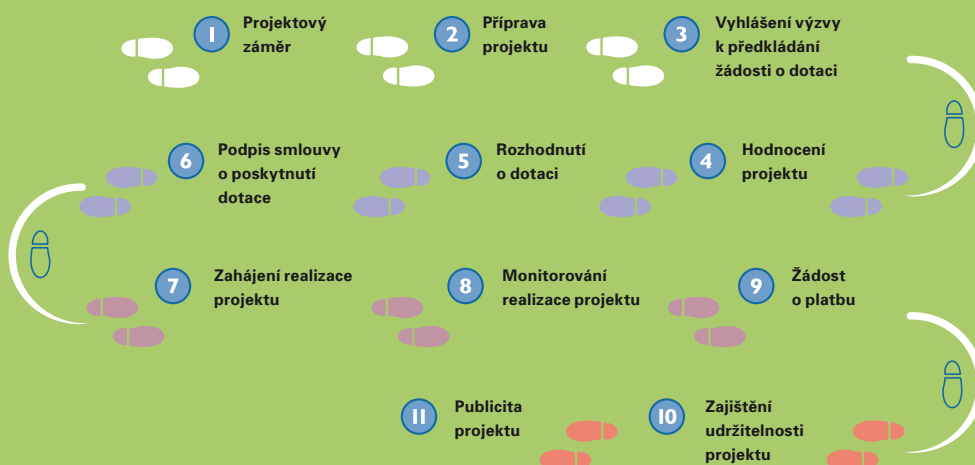 1 Projektový
záměr
2 Příprava
projektu
3 Vyhlášení výzvy
k předkládání
žádosti o dotaci
4 Hodnocení
projektu
5 Rozhodnutí
o dotaci
6 Podpis smlouvy
o poskytnutí
dotace
7 Zahájení realizace
projektu
8 Monitorování
realizace projektu
9 Žádost
o platbu
10 Zajištění
udržitelnosti
projektu
11 Publicita
projektu